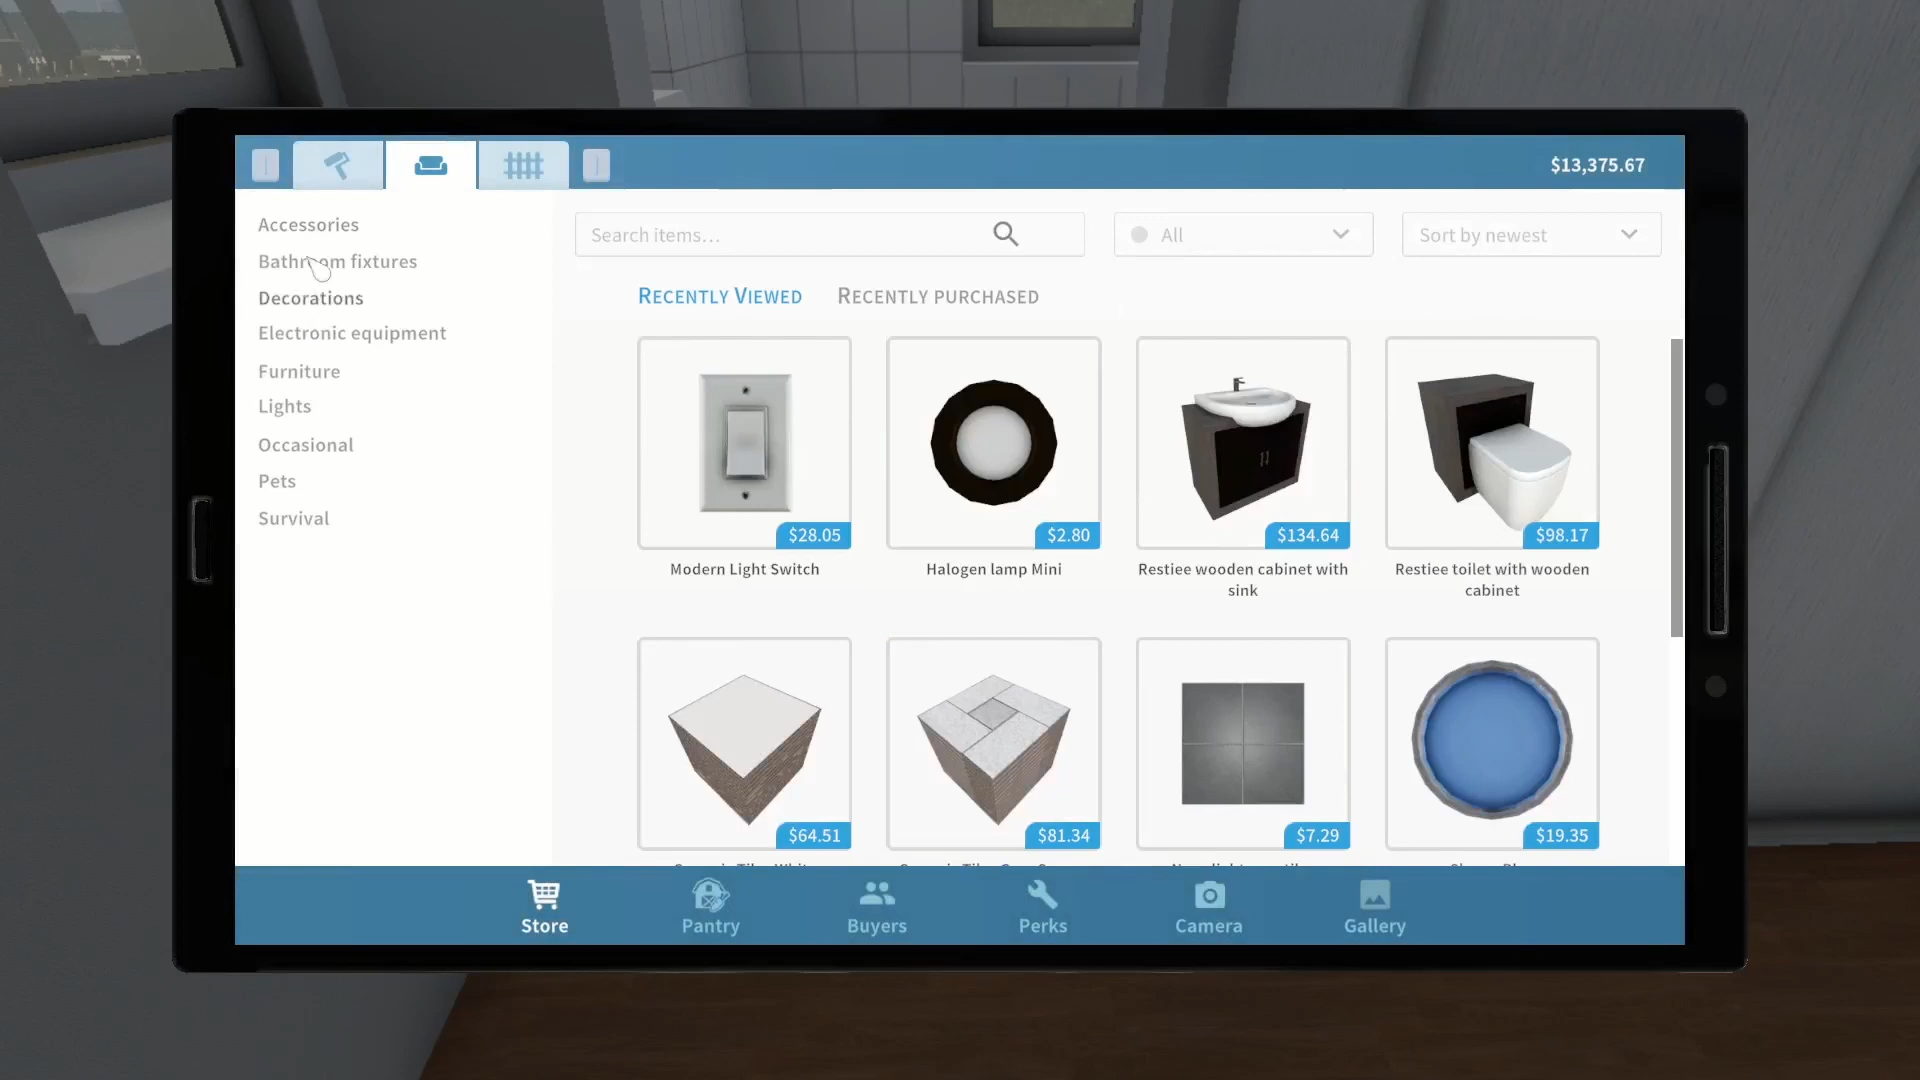 $13,375.67
Accessories
Bathroom fixtures
Decorations
Electronic equipment
Furniture
Lights
Occasional
Pets
Survival
Search items...
All
Sort by newest
RECENTLY VIEWED
RECENTLY PURCHASED
$28.05
$2.80
$134.64
$98.17
Modern Light Switch
Halogen lamp Mini
Restiee wooden cabinet with
sink
Restiee toilet with wooden
cabinet
$64.51
$81.34
$7.29
$19.35
Store
Pantry
Buyers
Perks
Camera
Gallery